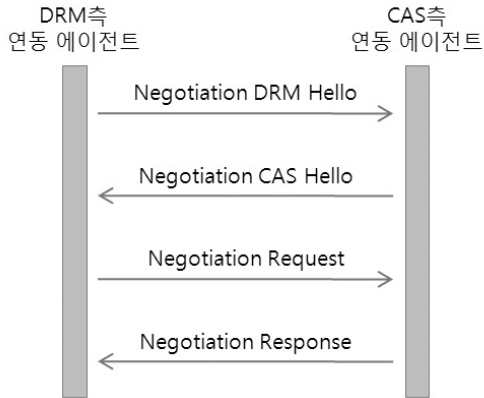 DRM측
연동 에이전트
CAS측
연동 에이전트
Negotiation DRM Hello
Negotiation CAS Hello
Negotiation Request
Negotiation Response